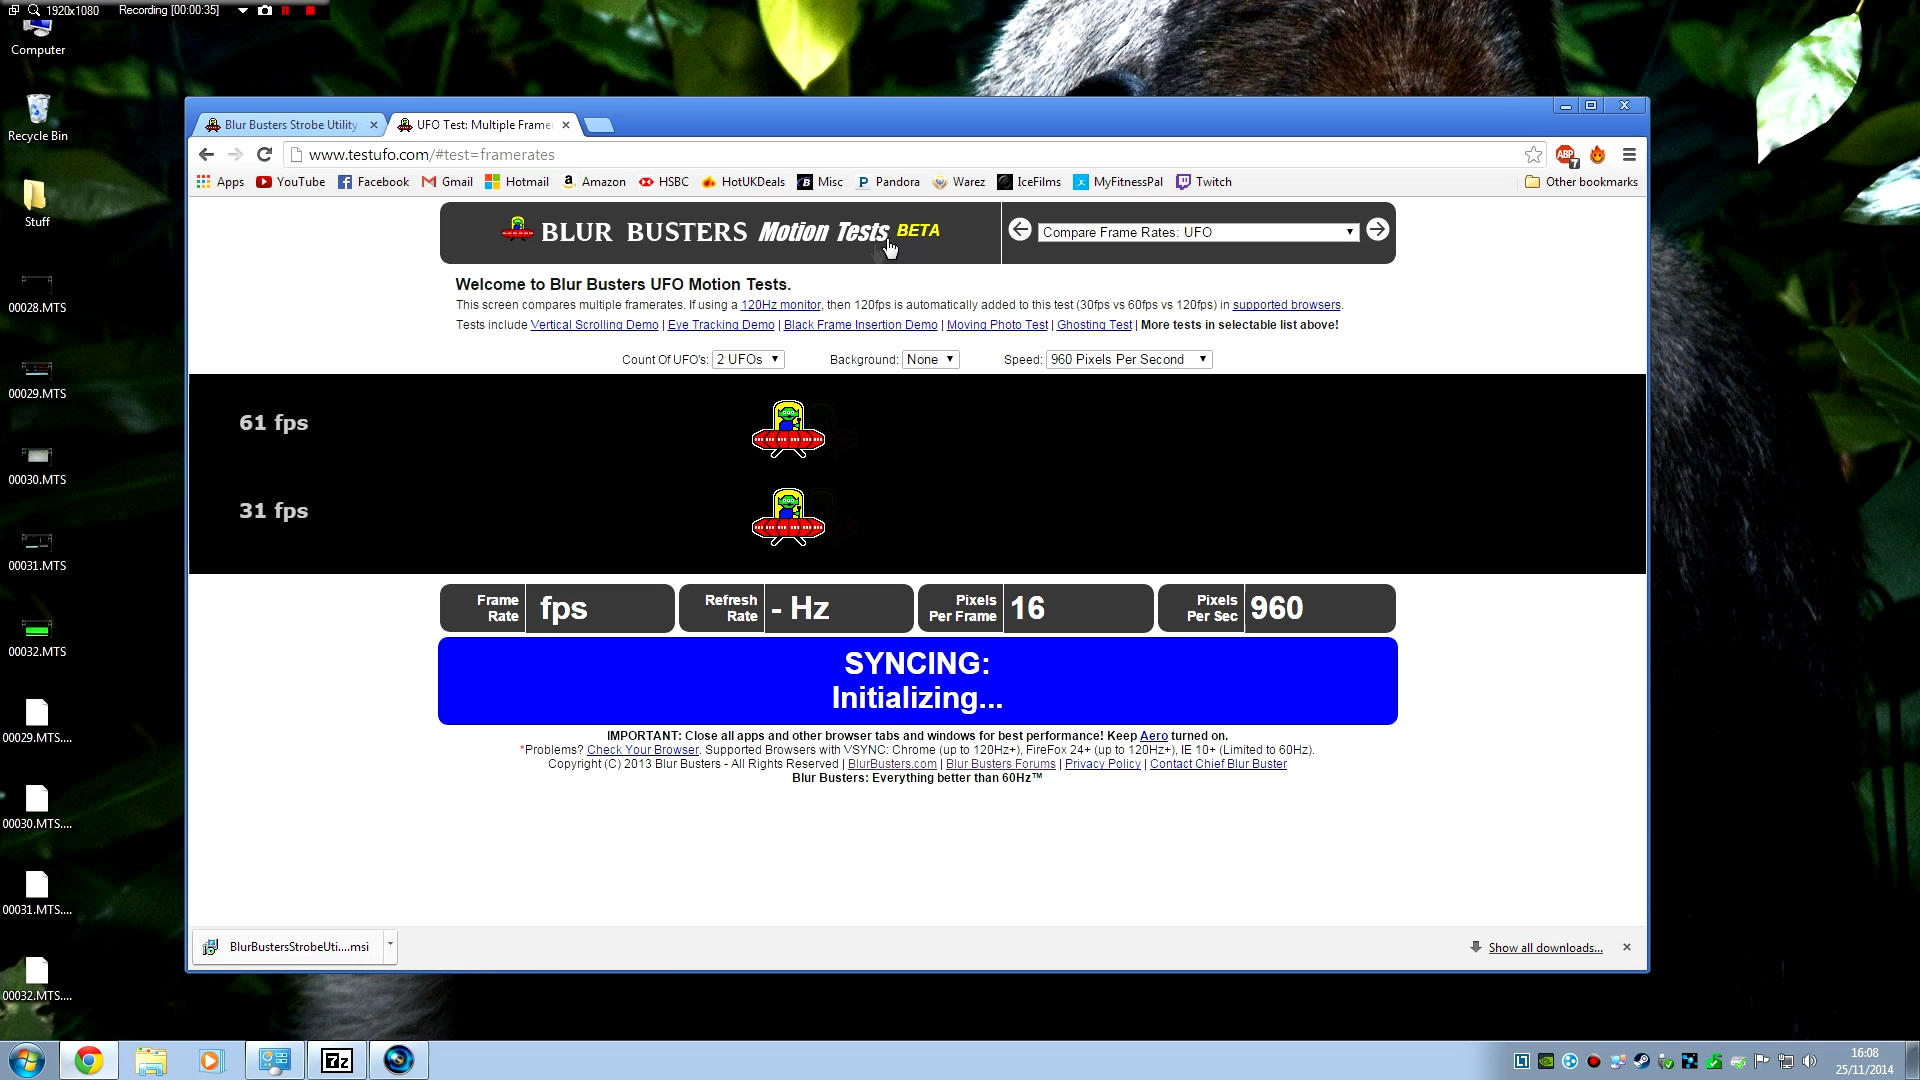 1920x1080 Recording [00:00:35]
Computer
Recycle Bin
Stuff
00028.MTS
00029.MTS
00030.MTS
00031.MTS
00032.MTS
00029.MTS....
00030.MTS....
00031.MTS....
00032.MTS....
Blur Busters Strobe Utility
UFO Test: Multiple Frame
www.testufo.com/#test=framerates
ABP 7
Apps YouTube Facebook Gmail Hotmail Amazon HSBC HotUKDeals Misc Pandora Warez IceFilms MyFitnessPal Twitch Other bookmarks
BLUR BUSTERS Motion Tests BETA
Compare Frame Rates: UFO
Welcome to Blur Busters UFO Motion Tests.
This screen compares multiple framerates. If using a 120Hz monitor, then 120fps is automatically added to this test (30fps vs 60fps vs 120fps) in supported browsers.
Tests include Vertical Scrolling Demo | Eye Tracking Demo | Black Frame Insertion Demo | Moving Photo Test | Ghosting Test | More tests in selectable list above!
Count Of UFO's: 2 UFOs Background: None Speed: 960 Pixels Per Second
61 fps
31 fps
Frame Rate fps
Refresh Rate - Hz
Pixels Per Frame 16
Pixels Per Sec 960
SYNCING:
Initializing...
IMPORTANT: Close all apps and other browser tabs and windows for best performance! Keep Aero turned on.
*Problems? Check Your Browser. Supported Browsers with VSYNC: Chrome (up to 120Hz+), FireFox 24+ (up to 120Hz+), IE 10+ (Limited to 60Hz).
Copyright (C) 2013 Blur Busters - All Rights Reserved | BlurBusters.com | Blur Busters Forums | Privacy Policy | Contact Chief Blur Buster
Blur Busters: Everything better than 60Hz™
BlurBustersStrobeUti....msi
Show all downloads...
7z
16:08
25/11/2014